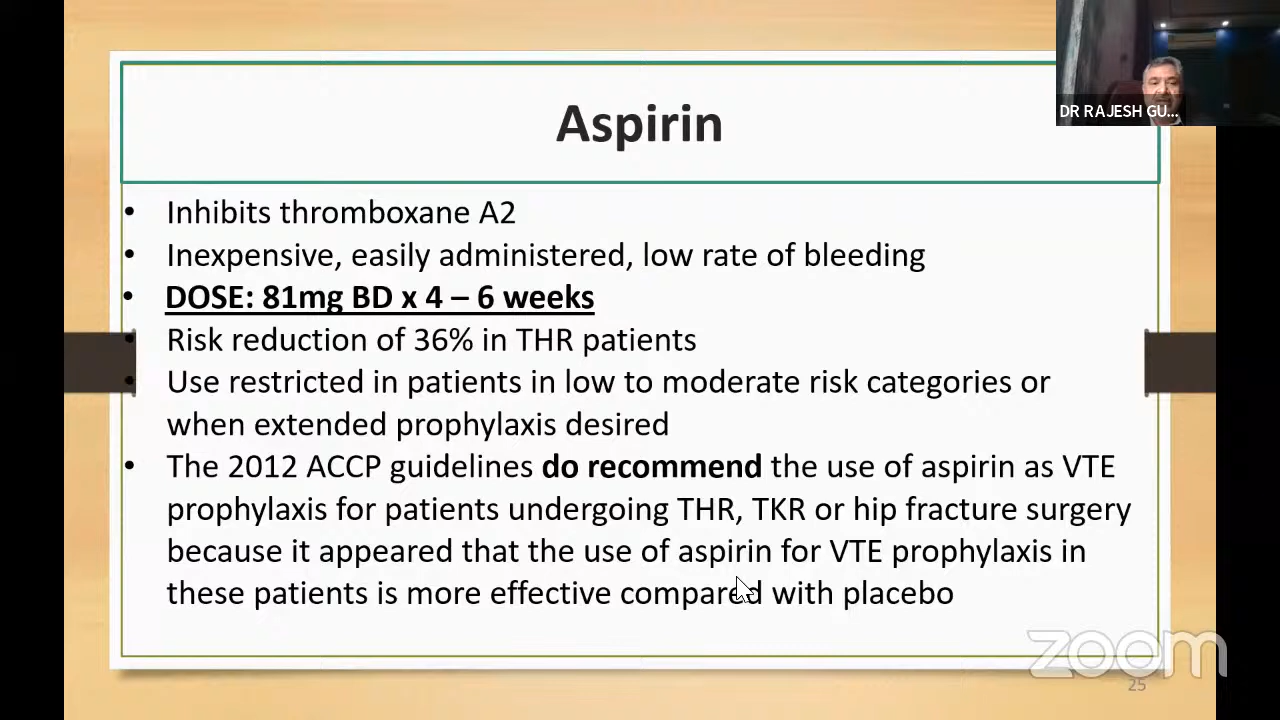 DR RAJESH GU...
Aspirin
• Inhibits thromboxane A2
• Inexpensive, easily administered, low rate of bleeding
• DOSE: 81mg BD x 4 – 6 weeks
• Risk reduction of 36% in THR patients
• Use restricted in patients in low to moderate risk categories or
when extended prophylaxis desired
• The 2012 ACCP guidelines do recommend the use of aspirin as VTE
prophylaxis for patients undergoing THR, TKR or hip fracture surgery
because it appeared that the use of aspirin for VTE prophylaxis in
these patients is more effective compared with placebo
zoom
25